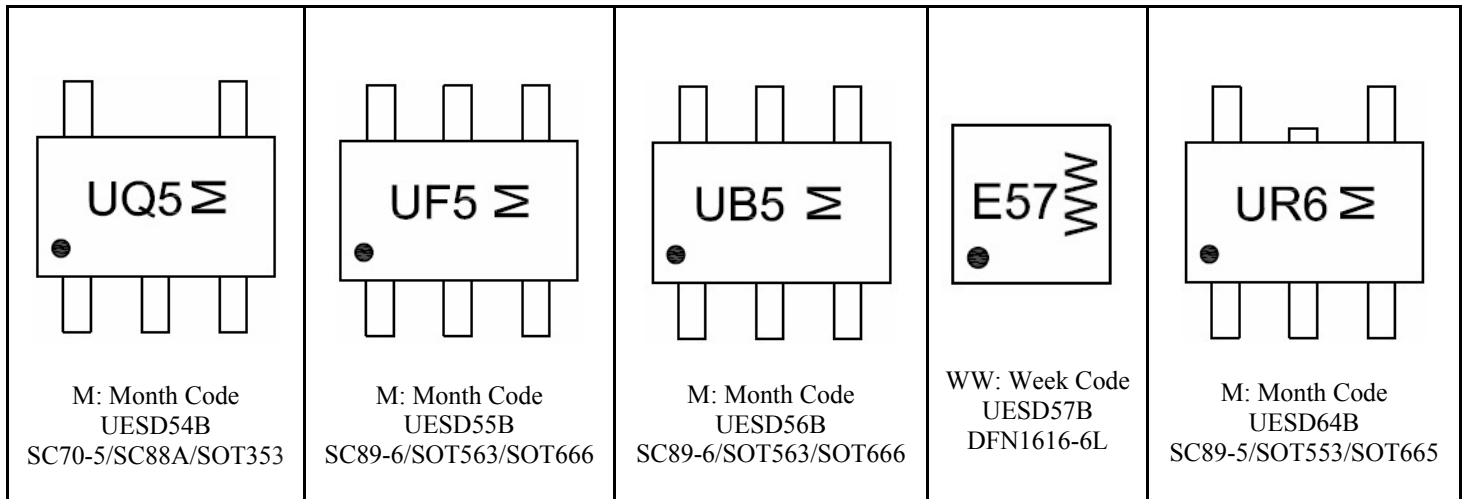 UQ5 M
M: Month Code
UESD54B
SC70-5/SC88A/SOT353
UF5 M
M: Month Code
UESD55B
SC89-6/SOT563/SOT666
UB5 M
M: Month Code
UESD56B
SC89-6/SOT563/SOT666
E57 WW
WW: Week Code
UESD57B
DFN1616-6L
UR6 M
M: Month Code
UESD64B
SC89-5/SOT553/SOT665